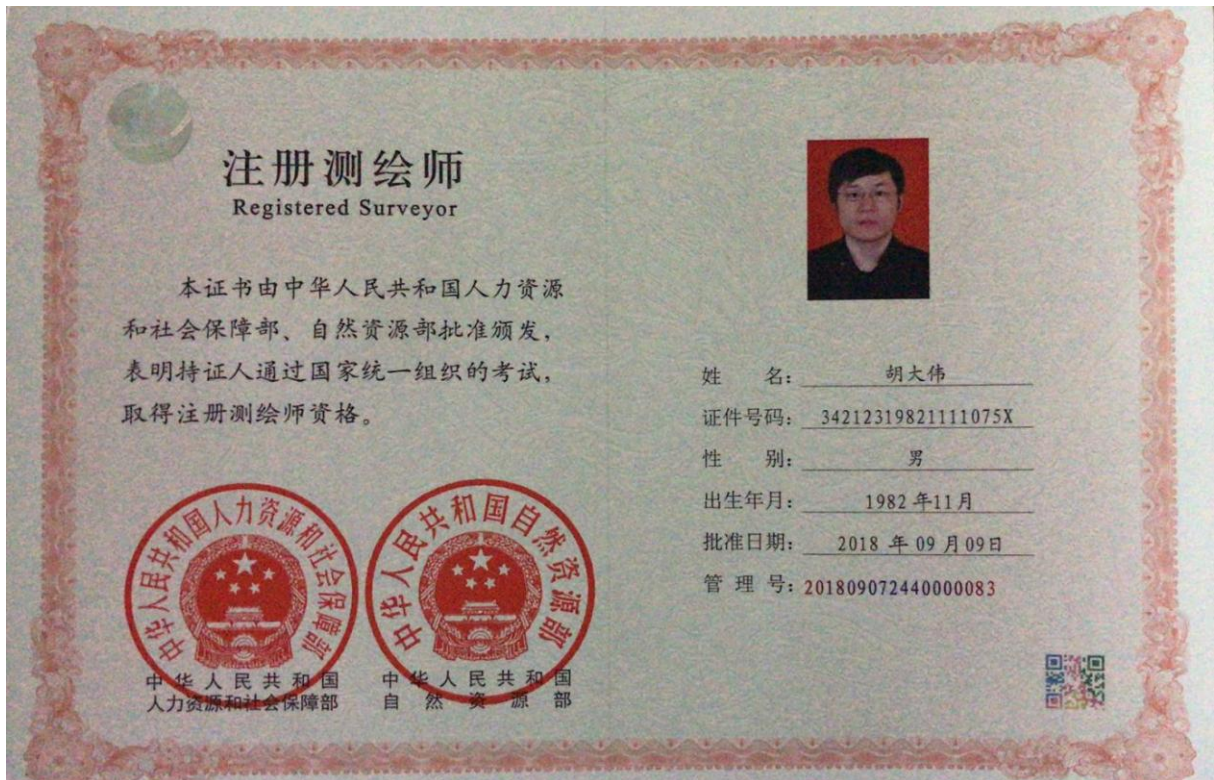 注册测绘师
Registered Surveyor
本证书由中华人民共和国人力资源
和社会保障部、自然资源部批准颁发，
表明持证人通过国家统一组织的考试，
取得注册测绘师资格。
中华人民共和国人力资源和社会保障部
中华人民共和国自然资源部
中华人民共和国
人力资源和社会保障部
中华人民共和国
自然资源部
姓名：胡大伟
证件号码：34212319821111075X
性别：男
出生年月：1982年11月
批准日期：2018 年 09 月 09日
管理号：201809072440000083